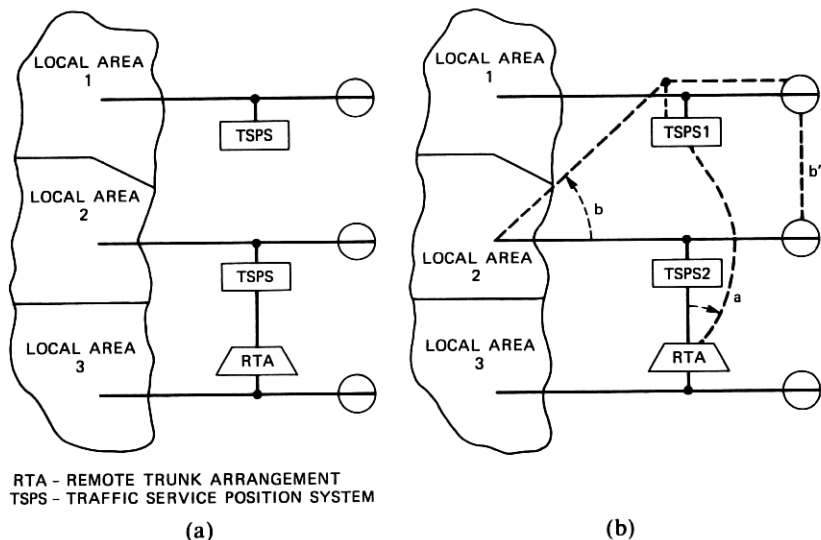 LOCAL AREA
1
TSPS
LOCAL AREA
2
TSPS
LOCAL AREA
3
RTA
RTA – REMOTE TRUNK ARRANGEMENT
TSPS – TRAFFIC SERVICE POSITION SYSTEM
(a)
LOCAL AREA
1
TSPS1
b'
b
LOCAL AREA
2
TSPS2
a
LOCAL AREA
3
RTA
(b)